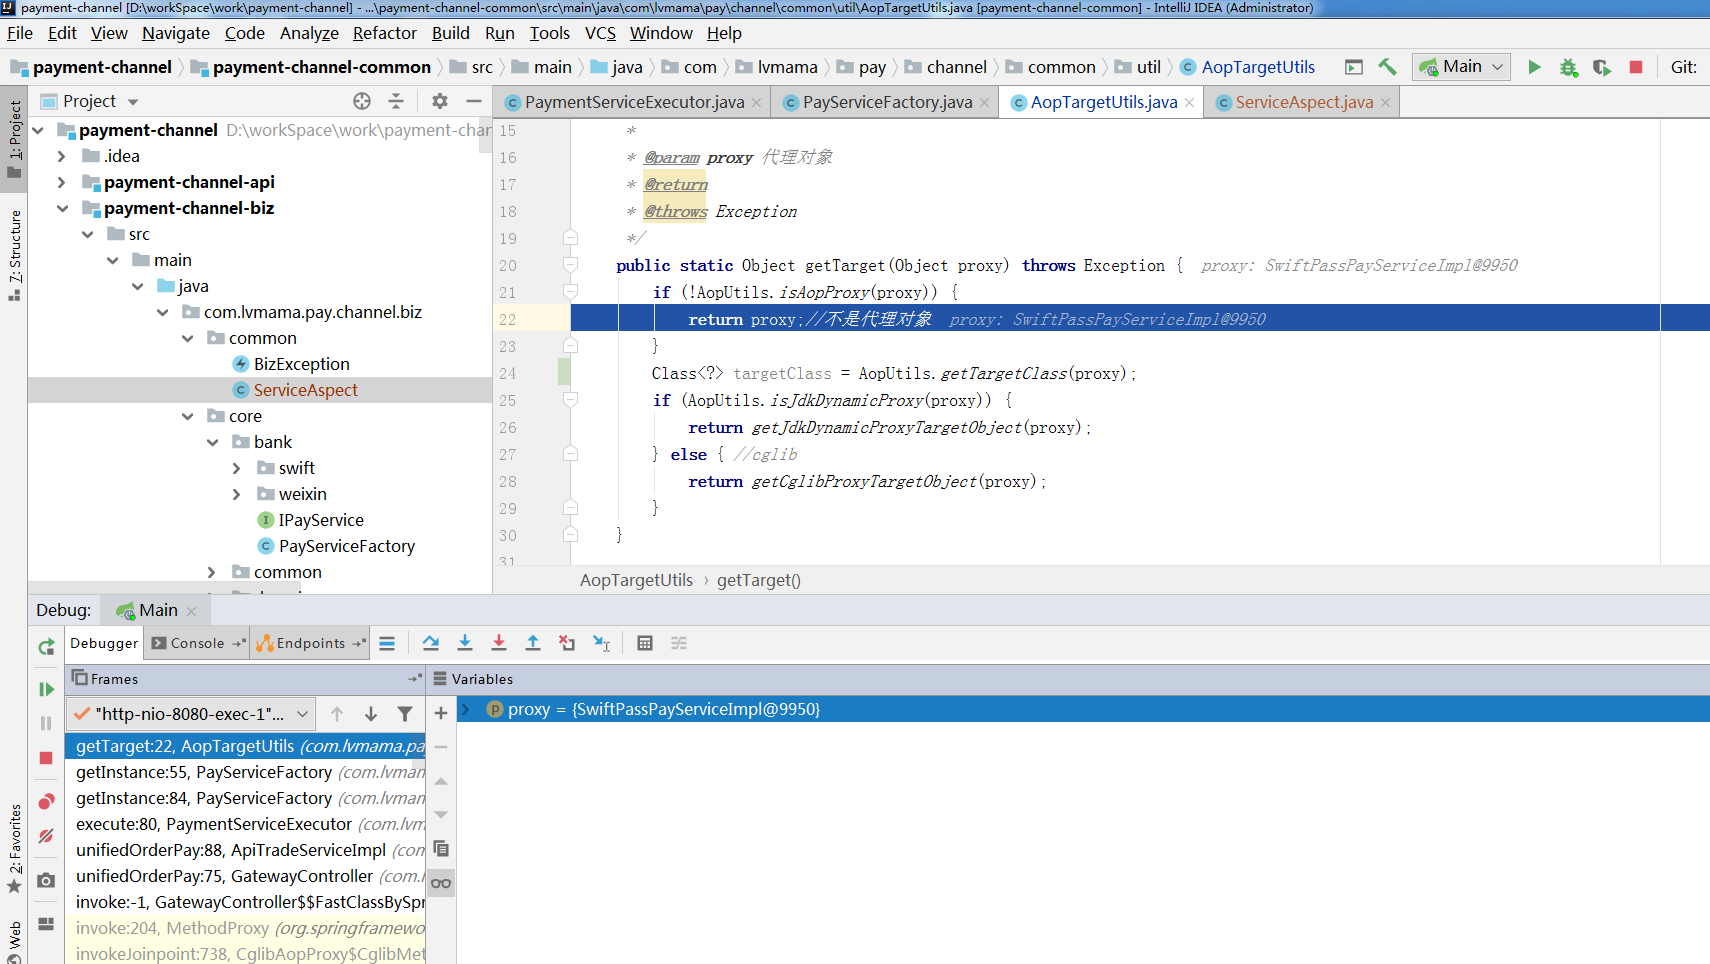 payment-channel [D:\workSpace\work\payment-channel] - ...\payment-channel-common\src\main\java\com\lvmama\pay\channel\common\util\AopTargetUtils.java [payment-channel-common] - IntelliJ IDEA (Administrator)
File Edit View Navigate Code Analyze Refactor Build Run Tools VCS Window Help
payment-channel payment-channel-common src main java com lvmama pay channel common util AopTargetUtils Main Git:
Project
PaymentServiceExecutor.java PayServiceFactory.java AopTargetUtils.java ServiceAspect.java
1: Project
7: Structure
2: Favorites
Web
payment-channel D:\workSpace\work\payment-char
.idea
payment-channel-api
payment-channel-biz
src
main
java
com.lvmama.pay.channel.biz
common
BizException
ServiceAspect
core
bank
swift
weixin
IPayService
PayServiceFactory
common
15 *
16 * @param proxy 代理对象
17 * @return
18 * @throws Exception
19 */
20 public static Object getTarget(Object proxy) throws Exception { proxy: SwiftPassPayServiceImpl@9950
21 if (!AopUtils.isAopProxy(proxy)) {
22 return proxy;//不是代理对象 proxy: SwiftPassPayServiceImpl@9950
23 }
24 Class<?> targetClass = AopUtils.getTargetClass(proxy);
25 if (AopUtils.isJdkDynamicProxy(proxy)) {
26 return getJdkDynamicProxyTargetObject(proxy);
27 } else { //cglib
28 return getCglibProxyTargetObject(proxy);
29 }
30 }
31
AopTargetUtils › getTarget()
Debug: Main
Debugger Console Endpoints
Frames
Variables
"http-nio-8080-exec-1"...
proxy = {SwiftPassPayServiceImpl@9950}
getTarget:22, AopTargetUtils (com.lvmama.pa
getInstance:55, PayServiceFactory (com.lvman
getInstance:84, PayServiceFactory (com.lvman
execute:80, PaymentServiceExecutor (com.lvm
unifiedOrderPay:88, ApiTradeServiceImpl (con
unifiedOrderPay:75, GatewayController (com.l
invoke:-1, GatewayController$$FastClassBySpr
invoke:204, MethodProxy (org.springframewo
invokeJoinpoint:738, CglibAopProxy$CglibMet